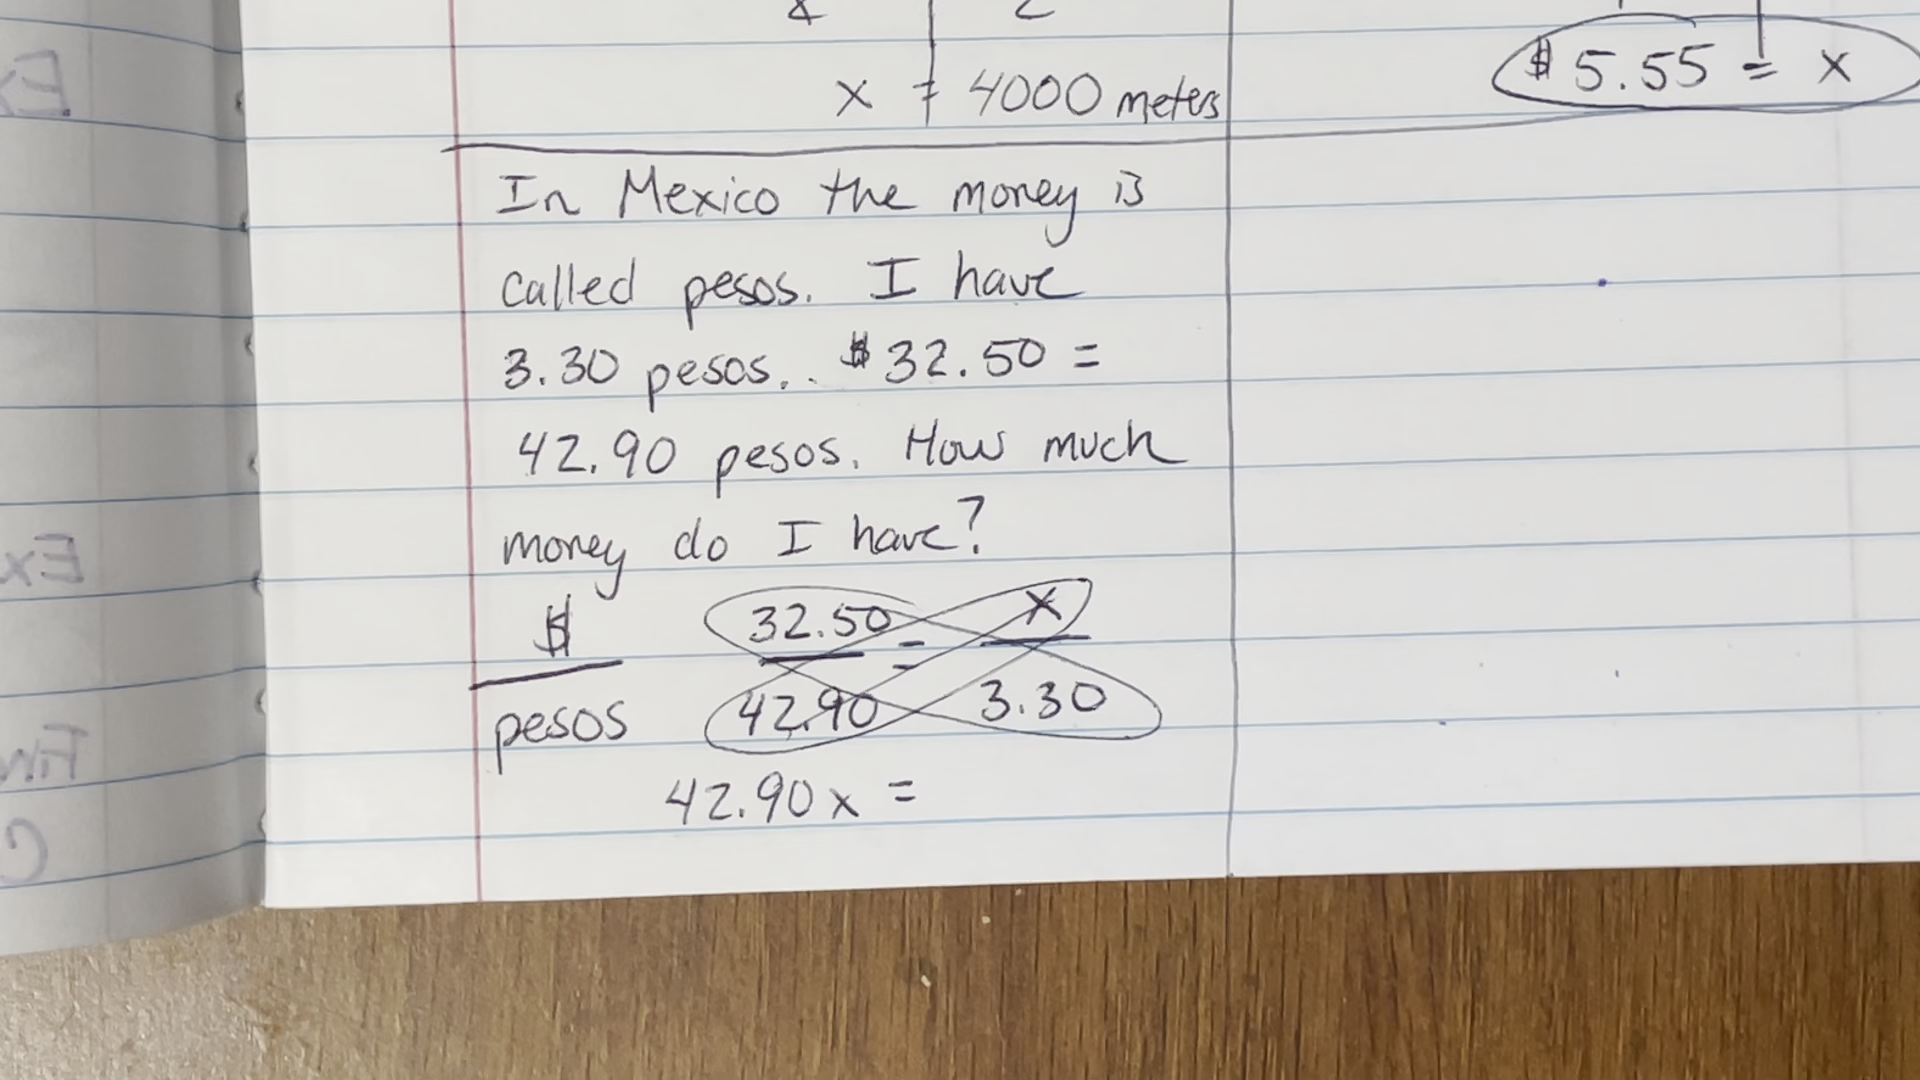 x = 4000 meters
$ 5.55 = x
In Mexico the money is
called pesos. I have
3.30 pesos.. $32.50 =
42.90 pesos. How much
money do I have?
$ 32.50 = x
pesos 42.90 3.30
42.90x =